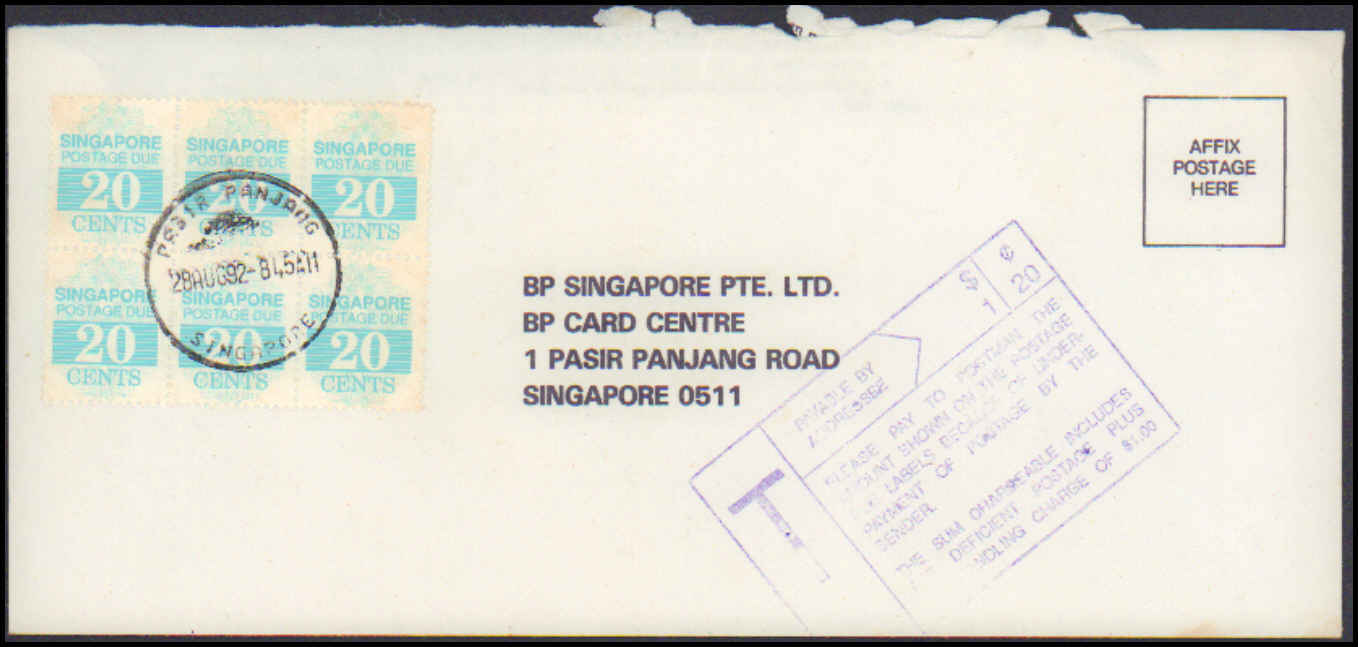 SINGAPORE
POSTAGE DUE
20
CENTS
SINGAPORE
POSTAGE DUE
20
CENTS
SINGAPORE
POSTAGE DUE
20
CENTS
SINGAPORE
POSTAGE DUE
20
CENTS
SINGAPORE
POSTAGE DUE
20
CENTS
SINGAPORE
POSTAGE DUE
20
CENTS
PASIR PANJANG
28AUG92-8
SINGAPORE
AFFIX
POSTAGE
HERE
BP SINGAPORE PTE. LTD.
BP CARD CENTRE
1 PASIR PANJANG ROAD
SINGAPORE 0511
T
PAYABLE BY
ADDRESSEE
$ ¢
1 20
PLEASE PAY TO POSTMAN THE
AMOUNT SHOWN ON THE POSTAGE
LABELS BECAUSE OF UNDER-
PAYMENT OF POSTAGE BY THE
SENDER.
THE SUM CHARGEABLE INCLUDES
DEFICIENT POSTAGE PLUS
HANDLING CHARGE OF $1.00